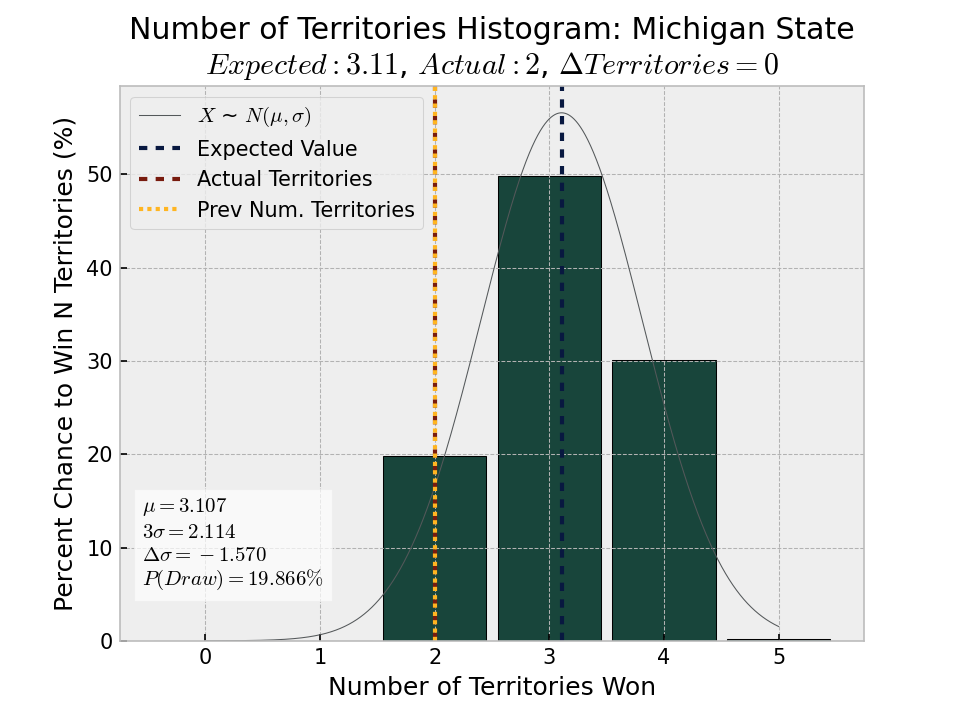 Number of Territories Histogram: Michigan State
Expected : 3.11, Actual : 2, ΔTerritories = 0
X ~ N(μ, σ)
Expected Value
Actual Territories
Prev Num. Territories
Percent Chance to Win N Territories (%)
50
40
30
20
10
0
μ = 3.107
3σ = 2.114
Δσ = −1.570
P(Draw) = 19.866%
0 1 2 3 4 5
Number of Territories Won